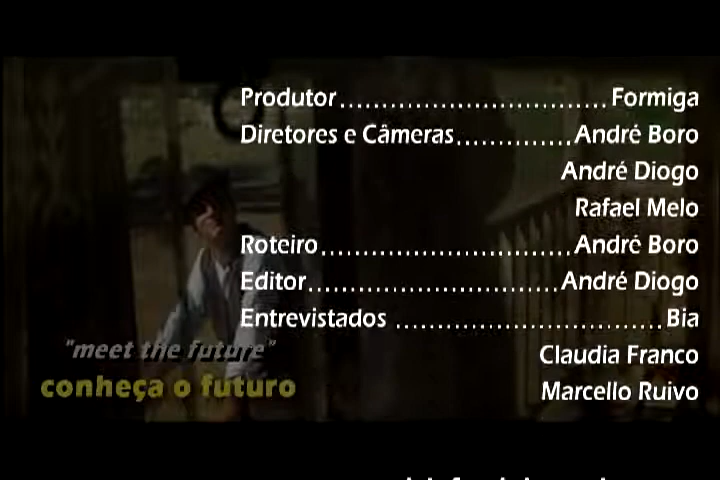 Produtor................................Formiga
Diretores e Câmeras..............André Boro
André Diogo
Rafael Melo
Roteiro..............................André Boro
Editor..............................André Diogo
Entrevistados ................................Bia
"meet the future"
Claudia Franco
conheça o futuro
Marcello Ruivo